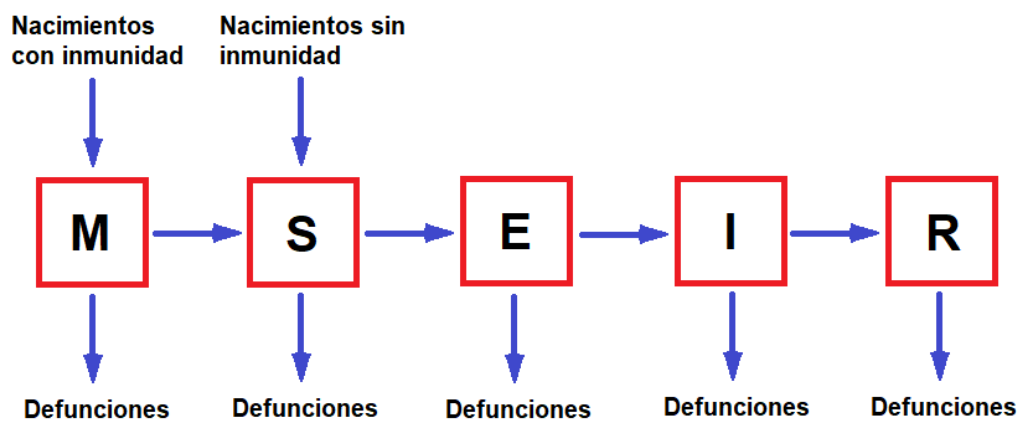 Nacimientos
con inmunidad
Nacimientos sin
inmunidad
M
S
E
I
R
Defunciones
Defunciones
Defunciones
Defunciones
Defunciones